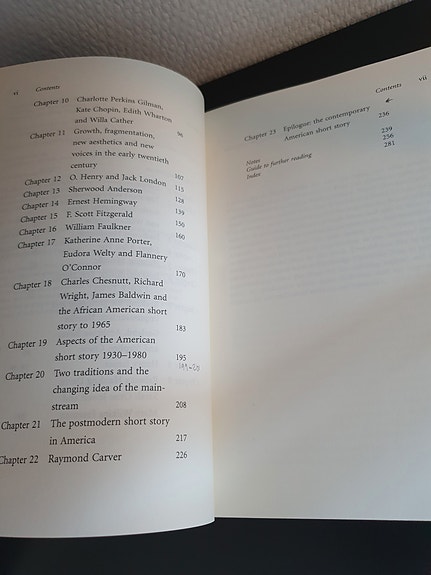 vi Contents
Chapter 10 Charlotte Perkins Gilman,
Kate Chopin, Edith Wharton
and Willa Cather 96
Chapter 11 Growth, fragmentation,
new aesthetics and new
voices in the early twentieth
century 107
Chapter 12 O. Henry and Jack London 115
Chapter 13 Sherwood Anderson 128
Chapter 14 Ernest Hemingway 139
Chapter 15 F. Scott Fitzgerald 150
Chapter 16 William Faulkner 160
Chapter 17 Katherine Anne Porter,
Eudora Welty and Flannery
O'Connor 170
Chapter 18 Charles Chesnutt, Richard
Wright, James Baldwin and
the African American short
story to 1965 183
Chapter 19 Aspects of the American
short story 1930–1980 195
Chapter 20 Two traditions and the
changing idea of the main-
stream 208
Chapter 21 The postmodern short story
in America 217
Chapter 22 Raymond Carver 226
Contents vii
Chapter 23 Epilogue: the contemporary
American short story 236
Notes 239
Guide to further reading 256
Index 281